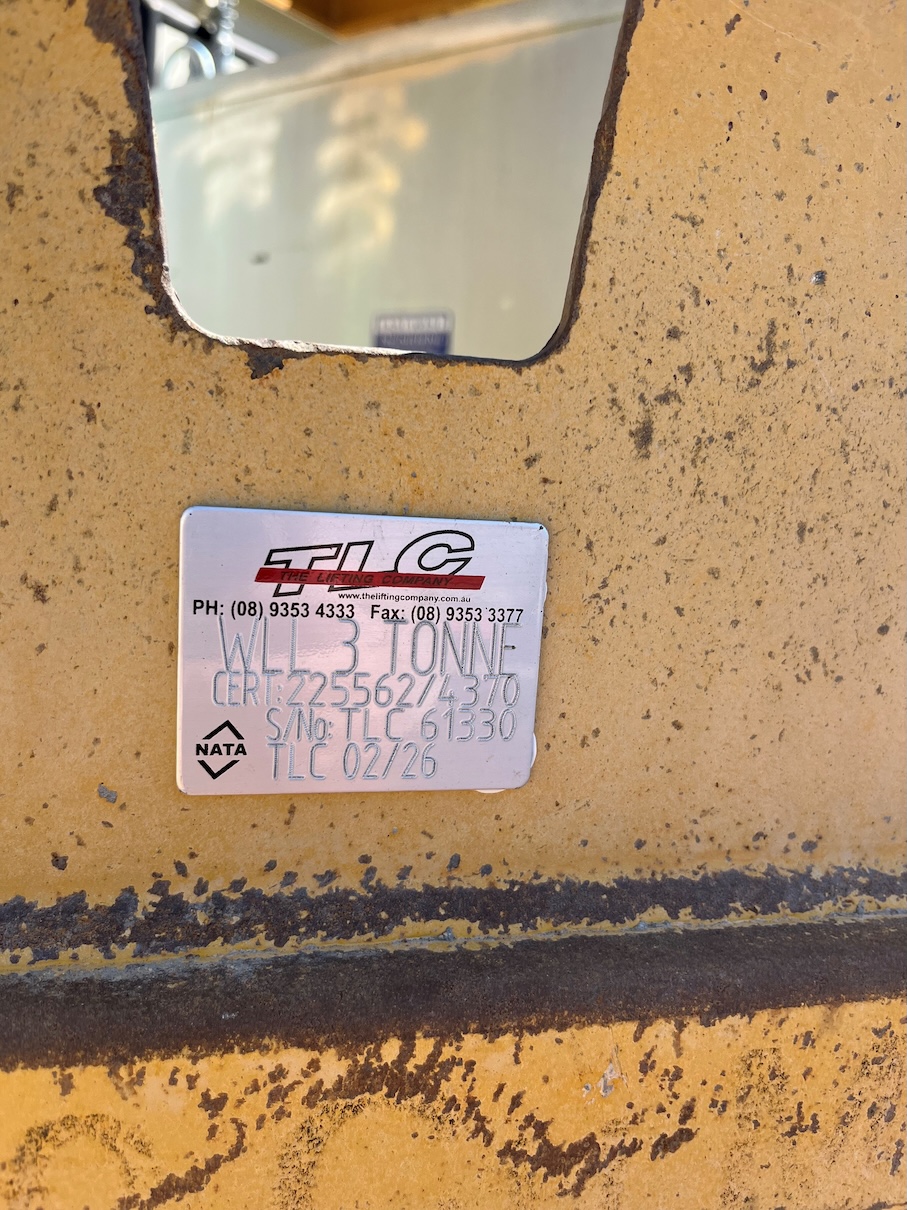 TLC
THE LIFTING COMPANY
www.theliftingcompany.com.au
PH: (08) 9353 4333 Fax: (08) 9353 3377
WLL 3 TONNE
CERT:225562/4370
S/No: TLC 61330
NATA TLC 02/26